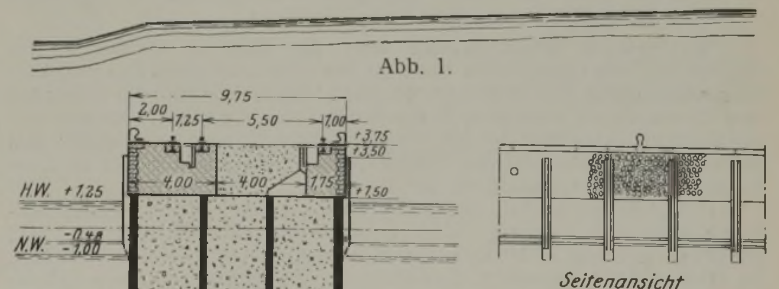 Abb. 1.
9,75
2,00 1,25 5,50 1,00
+3,75
+3,50
4,00 4,00 1,75
+1,50
H.W. +1,25
-0,48
N.W. -1,00
Seitenansicht